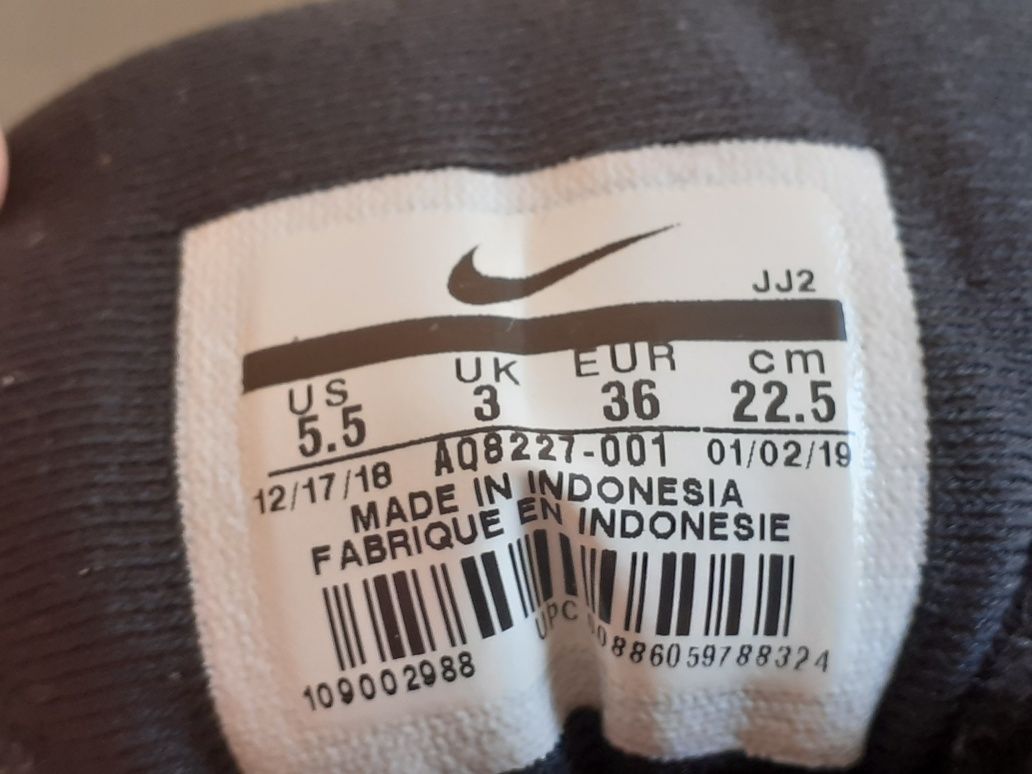 JJ2
US UK EUR cm
5.5 3 36 22.5
12/17/18 AQ8227-001 01/02/19
MADE IN INDONESIA
FABRIQUE EN INDONESIE
UPC 00886059788324
109002988